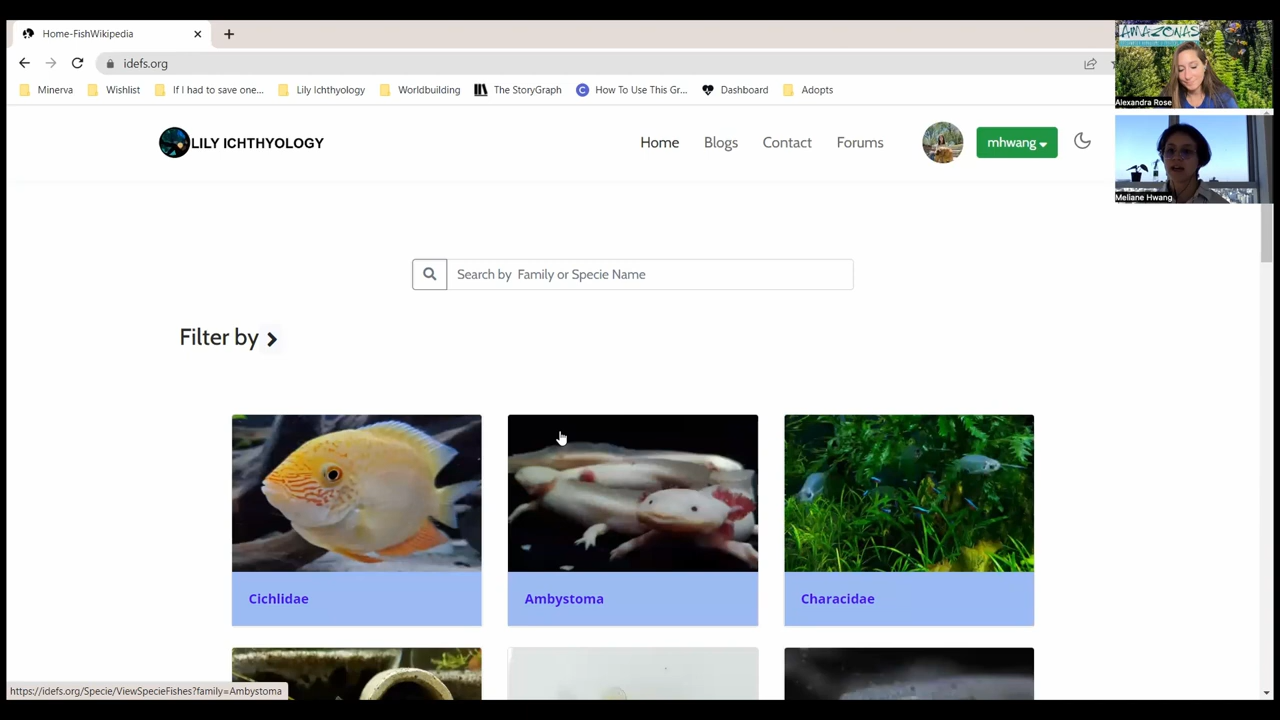 Home-FishWikipedia
idefs.org
Minerva
Wishlist
If I had to save one...
Lily Ichthyology
Worldbuilding
The StoryGraph
How To Use This Gr...
Dashboard
Adopts
AMAZONAS
Alexandra Rose
Meliane Hwang
LILY ICHTHYOLOGY
Home
Blogs
Contact
Forums
mhwang
Search by Family or Specie Name
Filter by
Cichlidae
Ambystoma
Characidae
https://idefs.org/Specie/ViewSpecieFishes?family=Ambystoma